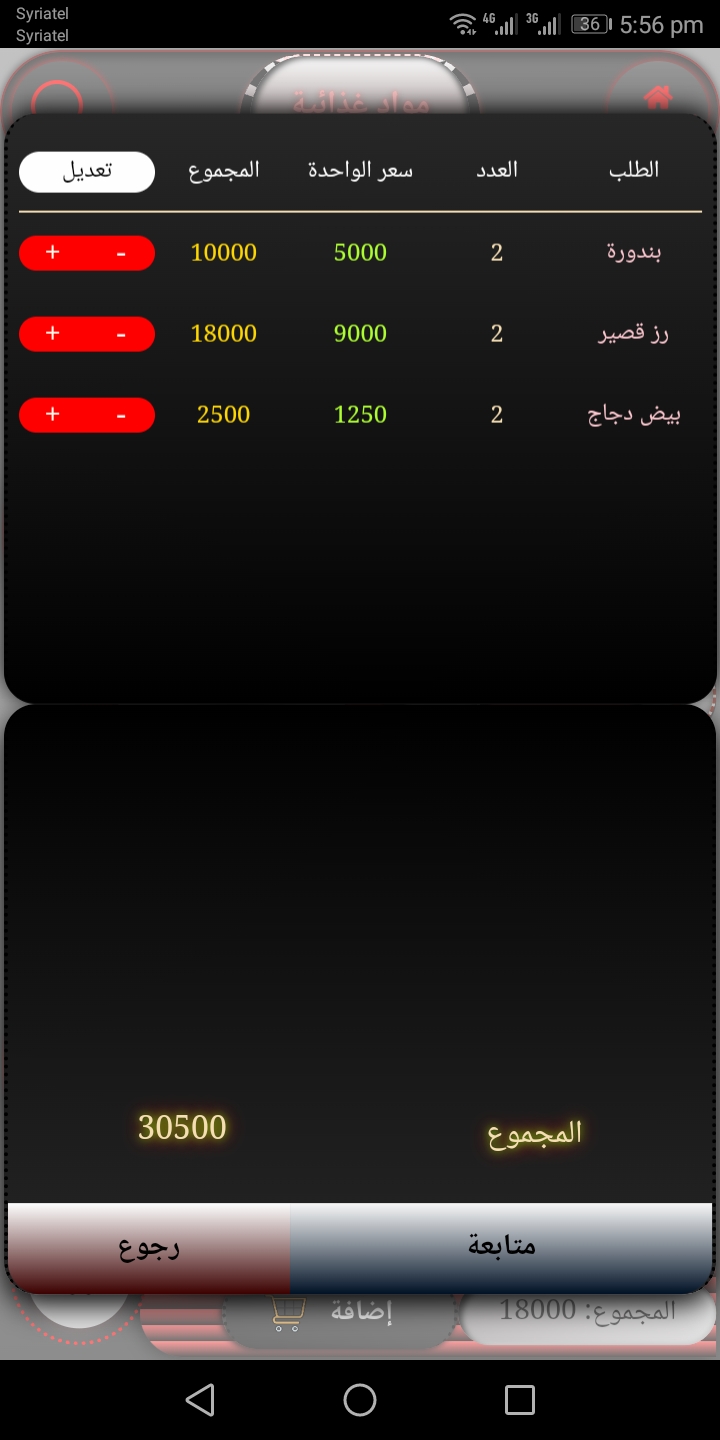 Syriatel
Syriatel
4G 3G 36 5:56 pm
مواد غذائية
الطلب العدد سعر الواحدة المجموع تعديل
بندورة 2 5000 10000 - +
رز قصير 2 9000 18000 - +
بيض دجاج 2 1250 2500 - +
المجموع 30500
متابعة رجوع
المجموع: 18000 إضافة